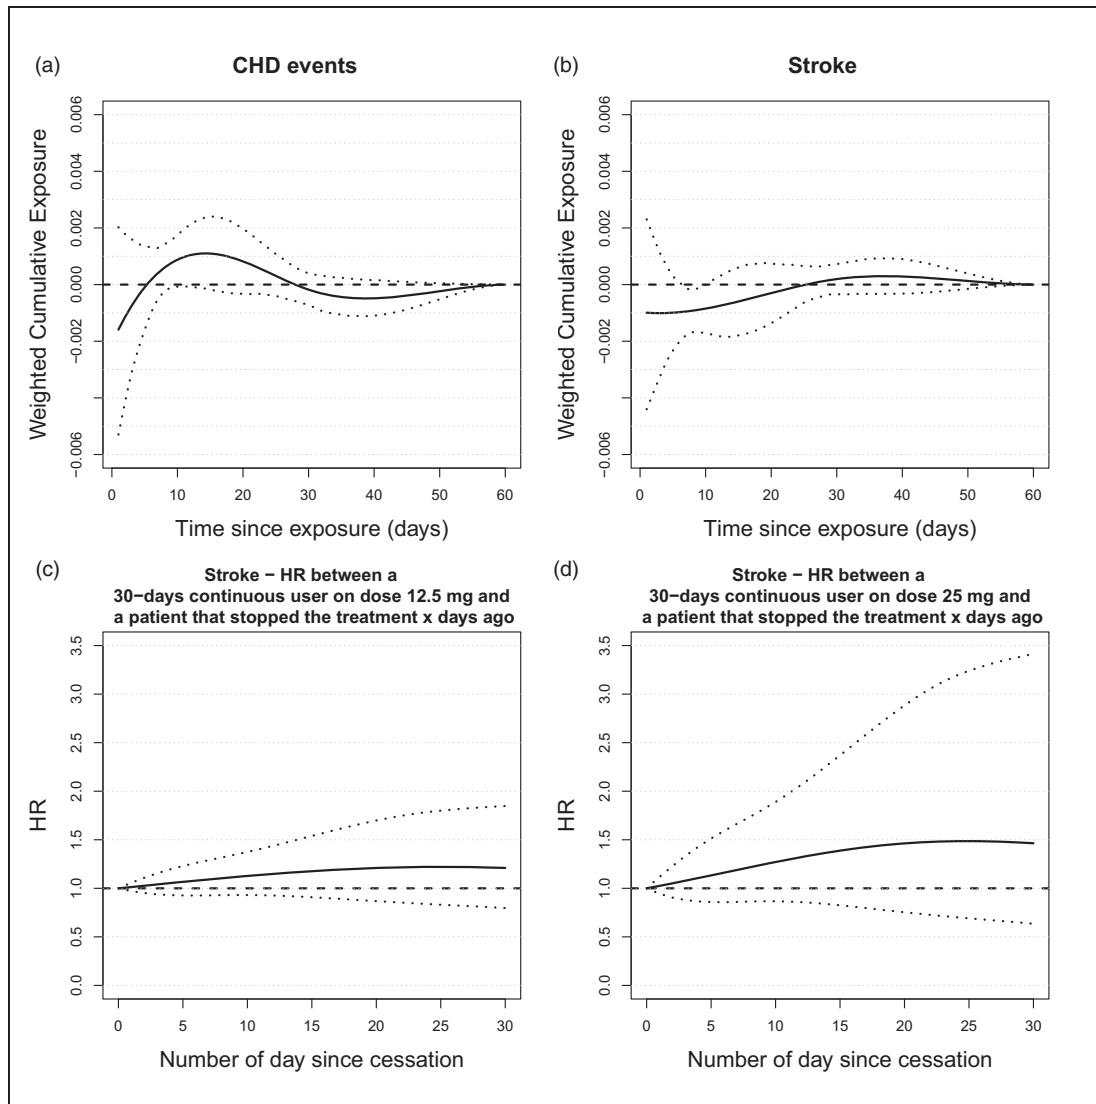 (a)
CHD events
Weighted Cumulative Exposure
0.006
0.004
0.002
0.000
−0.002
−0.006
0 10 20 30 40 50 60
Time since exposure (days)
(b)
Stroke
Weighted Cumulative Exposure
0.006
0.004
0.002
0.000
−0.002
−0.006
0 10 20 30 40 50 60
Time since exposure (days)
(c)
Stroke − HR between a
30−days continuous user on dose 12.5 mg and
a patient that stopped the treatment x days ago
HR
3.5
3.0
2.5
2.0
1.5
1.0
0.5
0.0
0 5 10 15 20 25 30
Number of day since cessation
(d)
Stroke − HR between a
30−days continuous user on dose 25 mg and
a patient that stopped the treatment x days ago
HR
3.5
3.0
2.5
2.0
1.5
1.0
0.5
0.0
0 5 10 15 20 25 30
Number of day since cessation